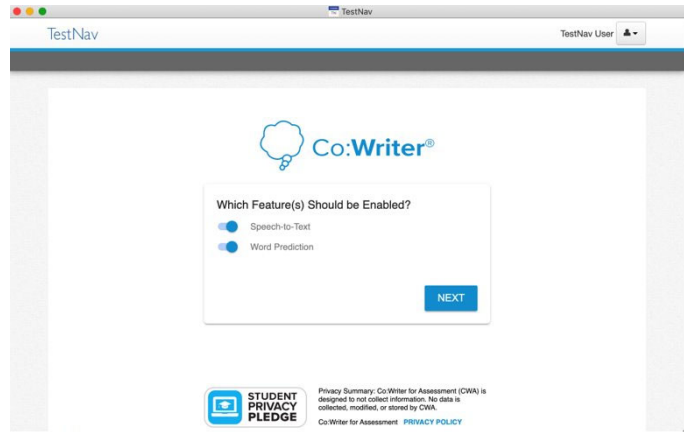 TestNav
TestNav
TestNav User
Co:Writer®
Which Feature(s) Should be Enabled?
Speech-to-Text
Word Prediction
NEXT
STUDENT
PRIVACY
PLEDGE
Privacy Summary: Co:Writer for Assessment (CWA) is
designed to not collect information. No data is
collected, modified, or stored by CWA.
Co:Writer for Assessment PRIVACY POLICY